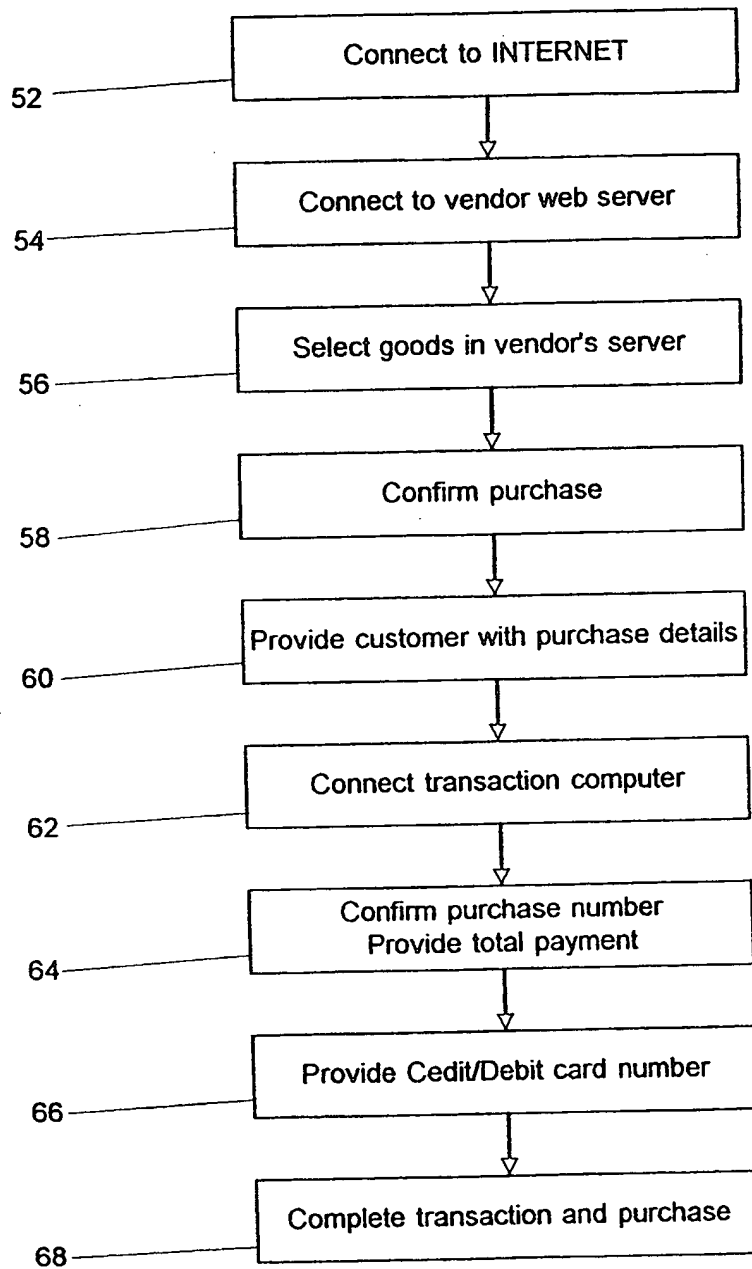 Connect to INTERNET
52
Connect to vendor web server
54
Select goods in vendor's server
56
Confirm purchase
58
Provide customer with purchase details
60
Connect transaction computer
62
Confirm purchase number
Provide total payment
64
Provide Cedit/Debit card number
66
Complete transaction and purchase
68